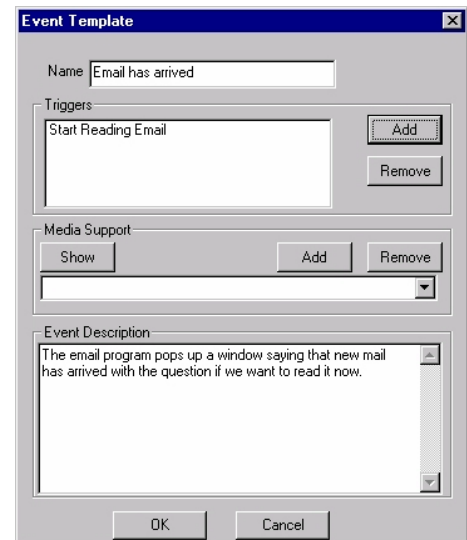 Event Template
Name Email has arrived
Triggers
Start Reading Email
Add
Remove
Media Support
Show Add Remove
Event Description
The email program pops up a window saying that new mail
has arrived with the question if we want to read it now.
OK Cancel